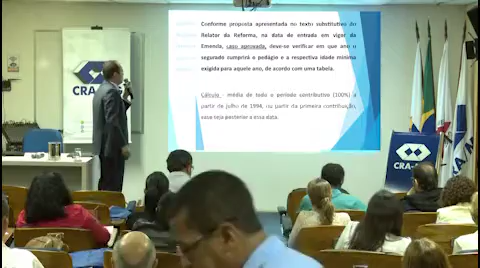 Conforme proposta apresentada no texto substitutivo do
Relator da Reforma, na data de entrada em vigor da
Emenda, caso aprovada, deve-se verificar em que ano o
segurado cumprirá o pedágio e a respectiva idade mínima
exigida para aquele ano, de acordo com uma tabela.
Cálculo - média de todo o período contributivo (100%) a
partir de julho de 1994, ou partir da primeira contribuição,
essa seja posterior a essa data.
CRA-
CRA-
CRA